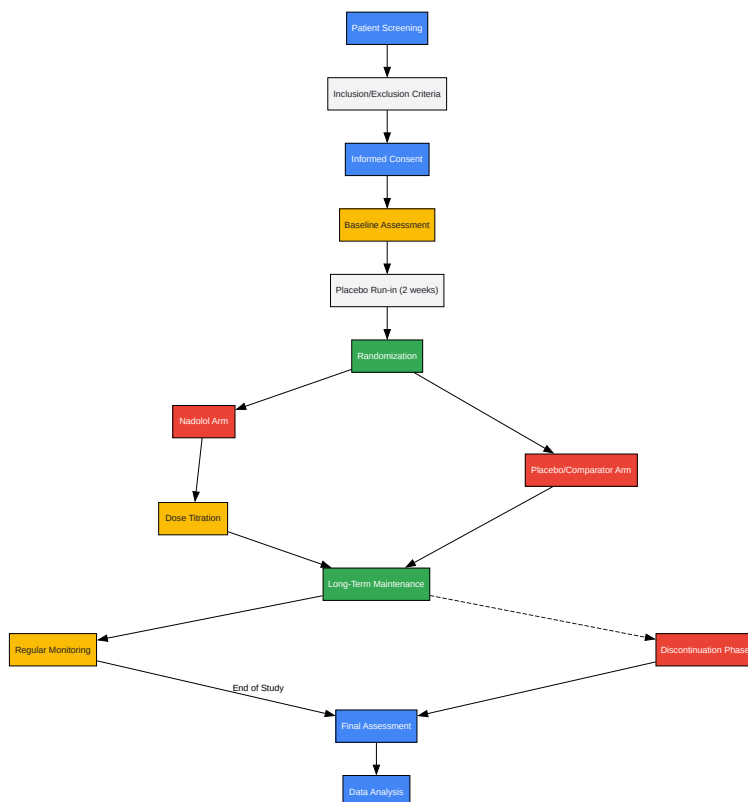 Patient Screening
Inclusion/Exclusion Criteria
Informed Consent
Baseline Assessment
Placebo Run-in (2 weeks)
Randomization
Nadolol Arm
Placebo/Comparator Arm
Dose Titration
Long-Term Maintenance
Regular Monitoring
Discontinuation Phase
End of Study
Final Assessment
Data Analysis